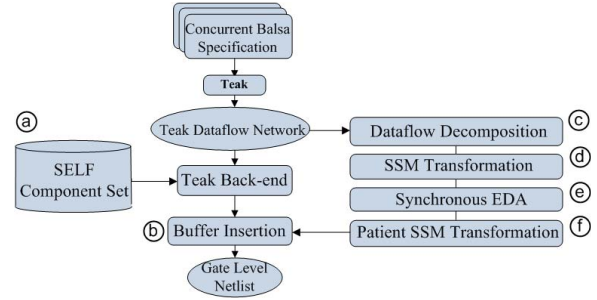 Concurrent Balsa
Specification
Teak
Teak Dataflow Network
a
SELF
Component Set
Teak Back-end
b
Buffer Insertion
Gate Level
Netlist
c
Dataflow Decomposition
d
SSM Transformation
e
Synchronous EDA
f
Patient SSM Transformation